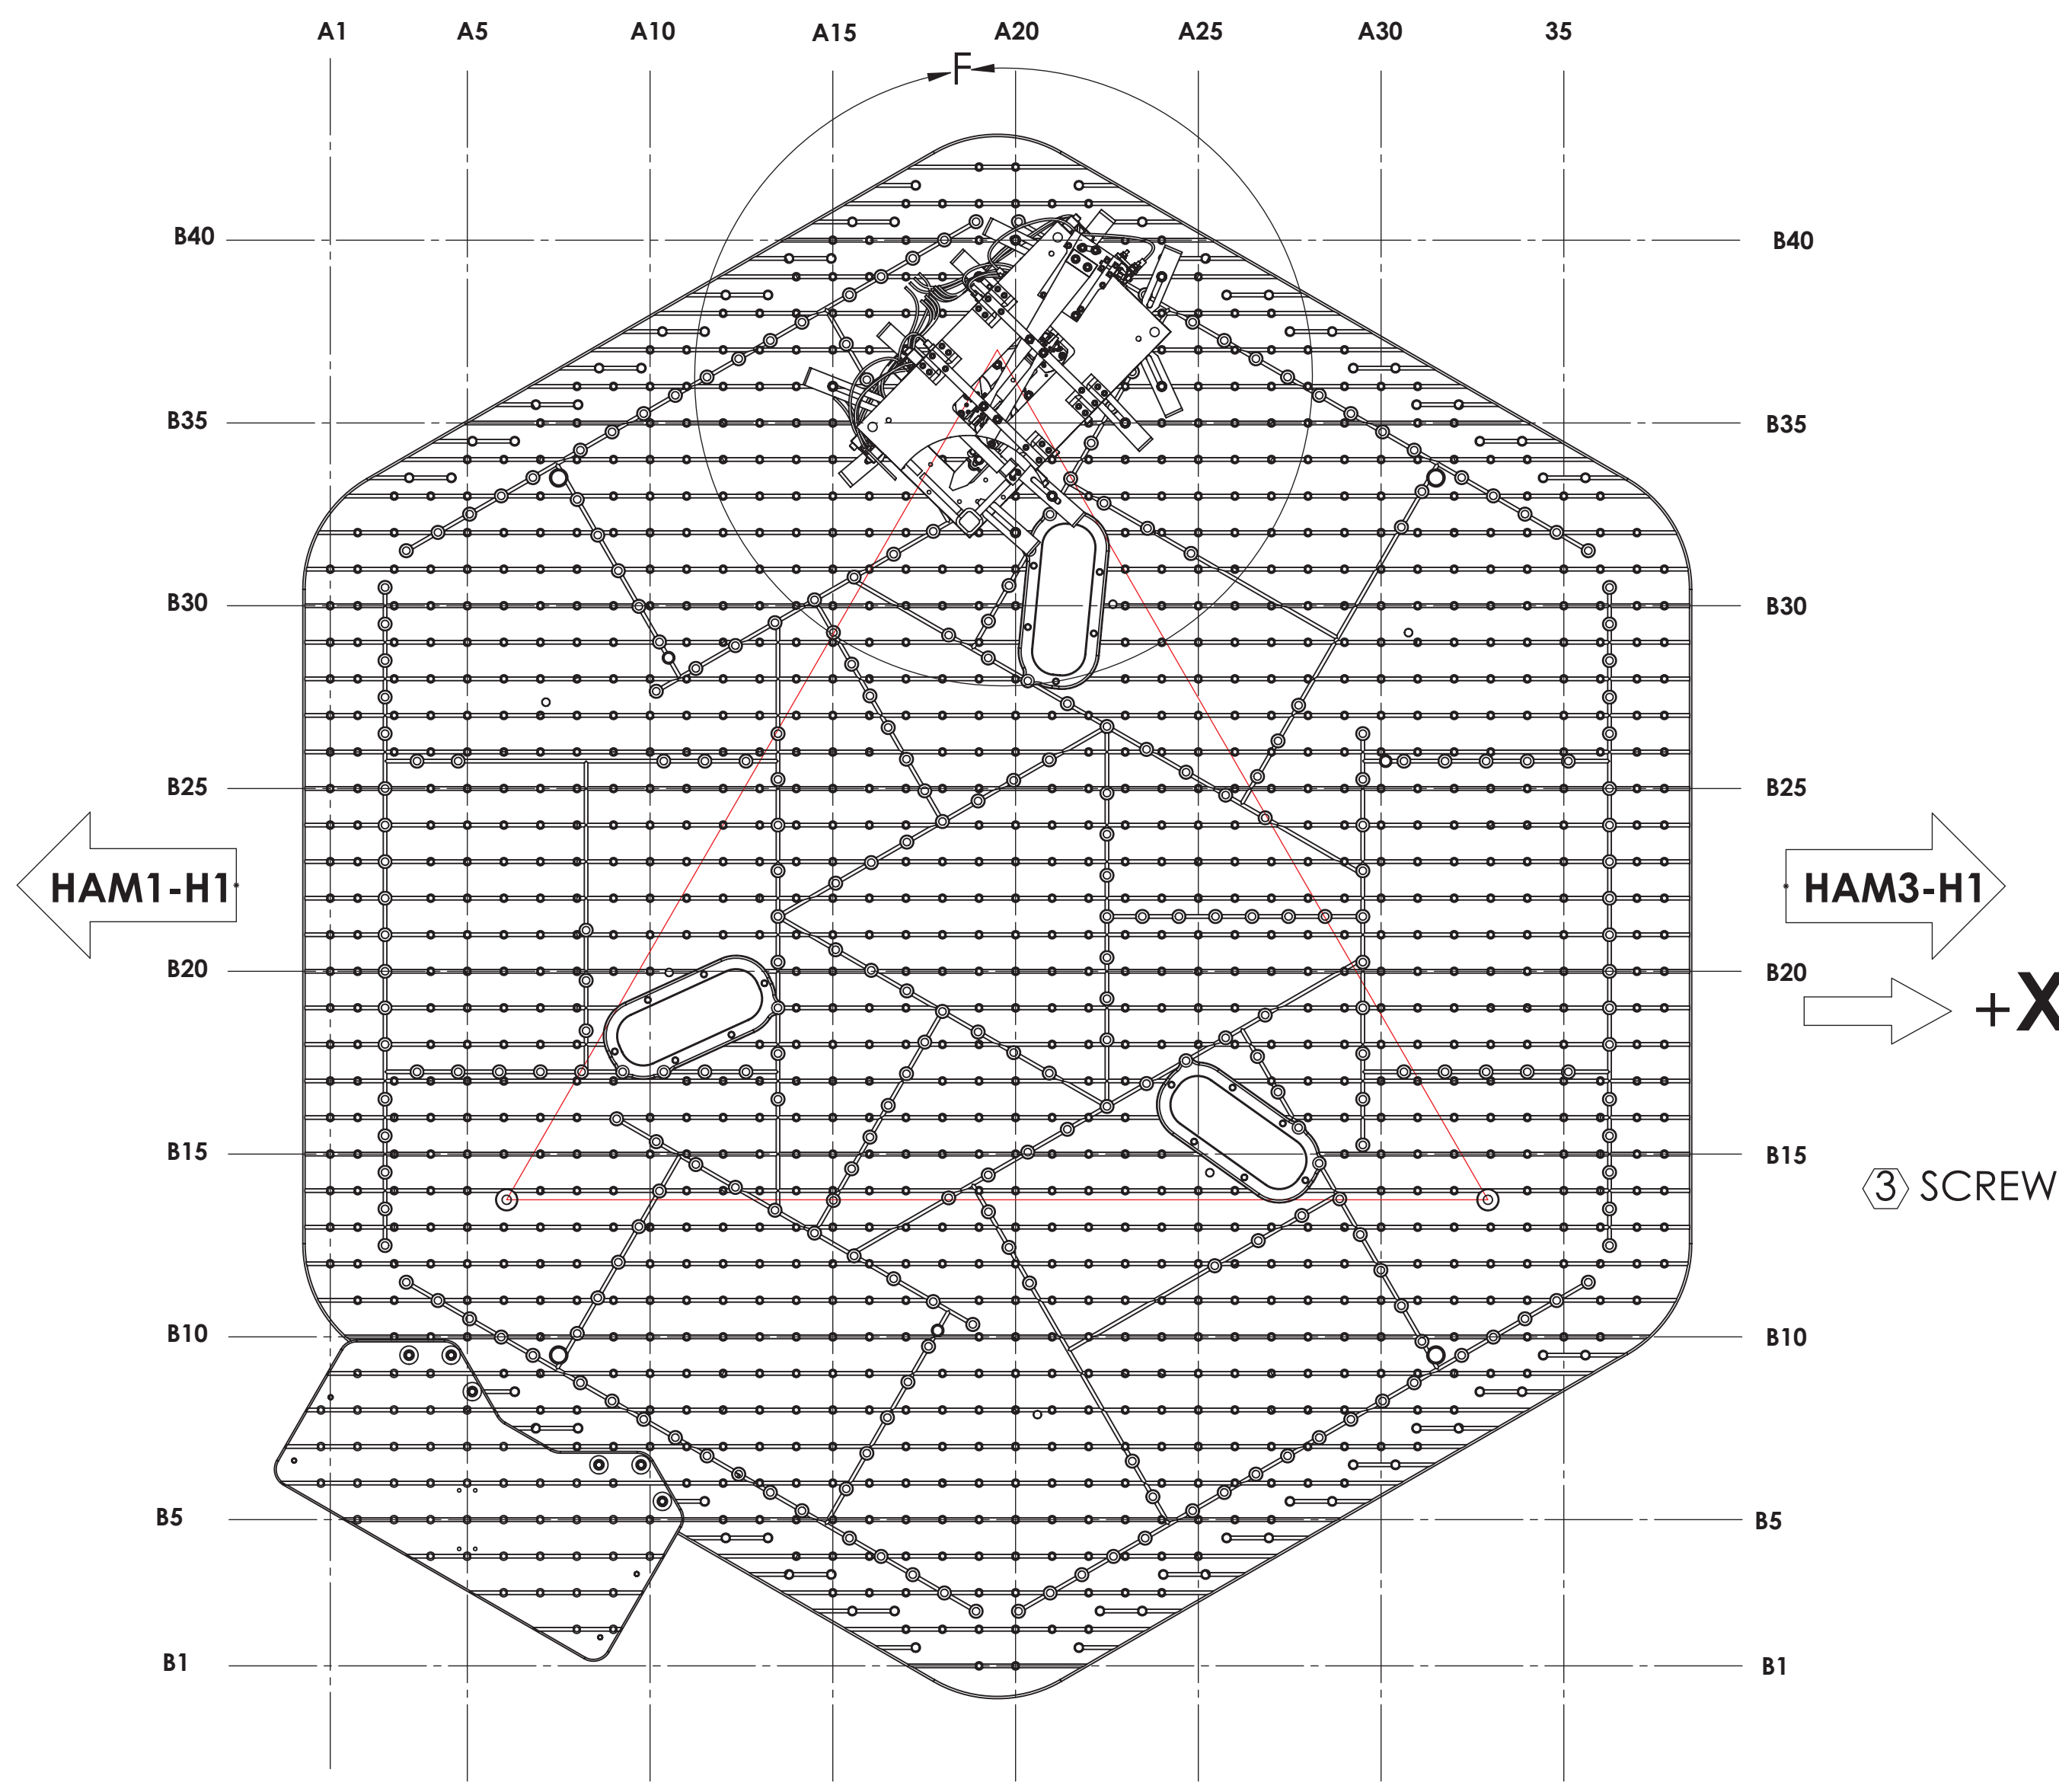 A1 A5 A10 A15 A20 A25 A30 35
F
B40 B40
B35 B35
B30 B30
B25 B25
HAM1-H1 HAM3-H1
B20 B20
+X
B15 B15
3 SCREW
B10 B10
B5 B5
B1 B1